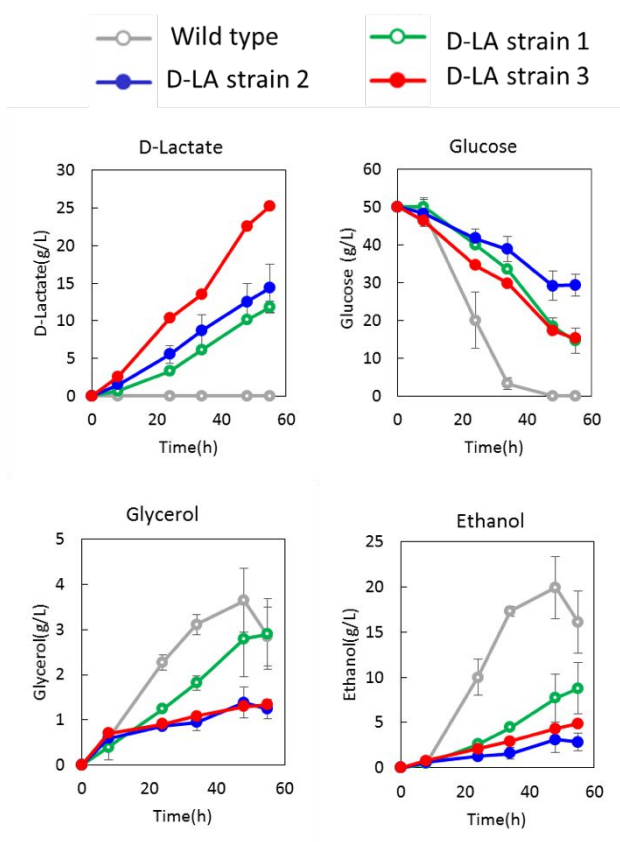 Wild type
D-LA strain 1
D-LA strain 2
D-LA strain 3
D-Lactate
Glucose
30
25
20
15
10
5
0
D-Lactate(g/L)
0 20 40 60
Time(h)
60
50
40
30
20
10
0
Glucose (g/L)
0 20 40 60
Time(h)
Glycerol
Ethanol
5
4
3
2
1
0
Glycerol(g/L)
0 20 40 60
Time(h)
25
20
15
10
5
0
Ethanol(g/L)
0 20 40 60
Time(h)